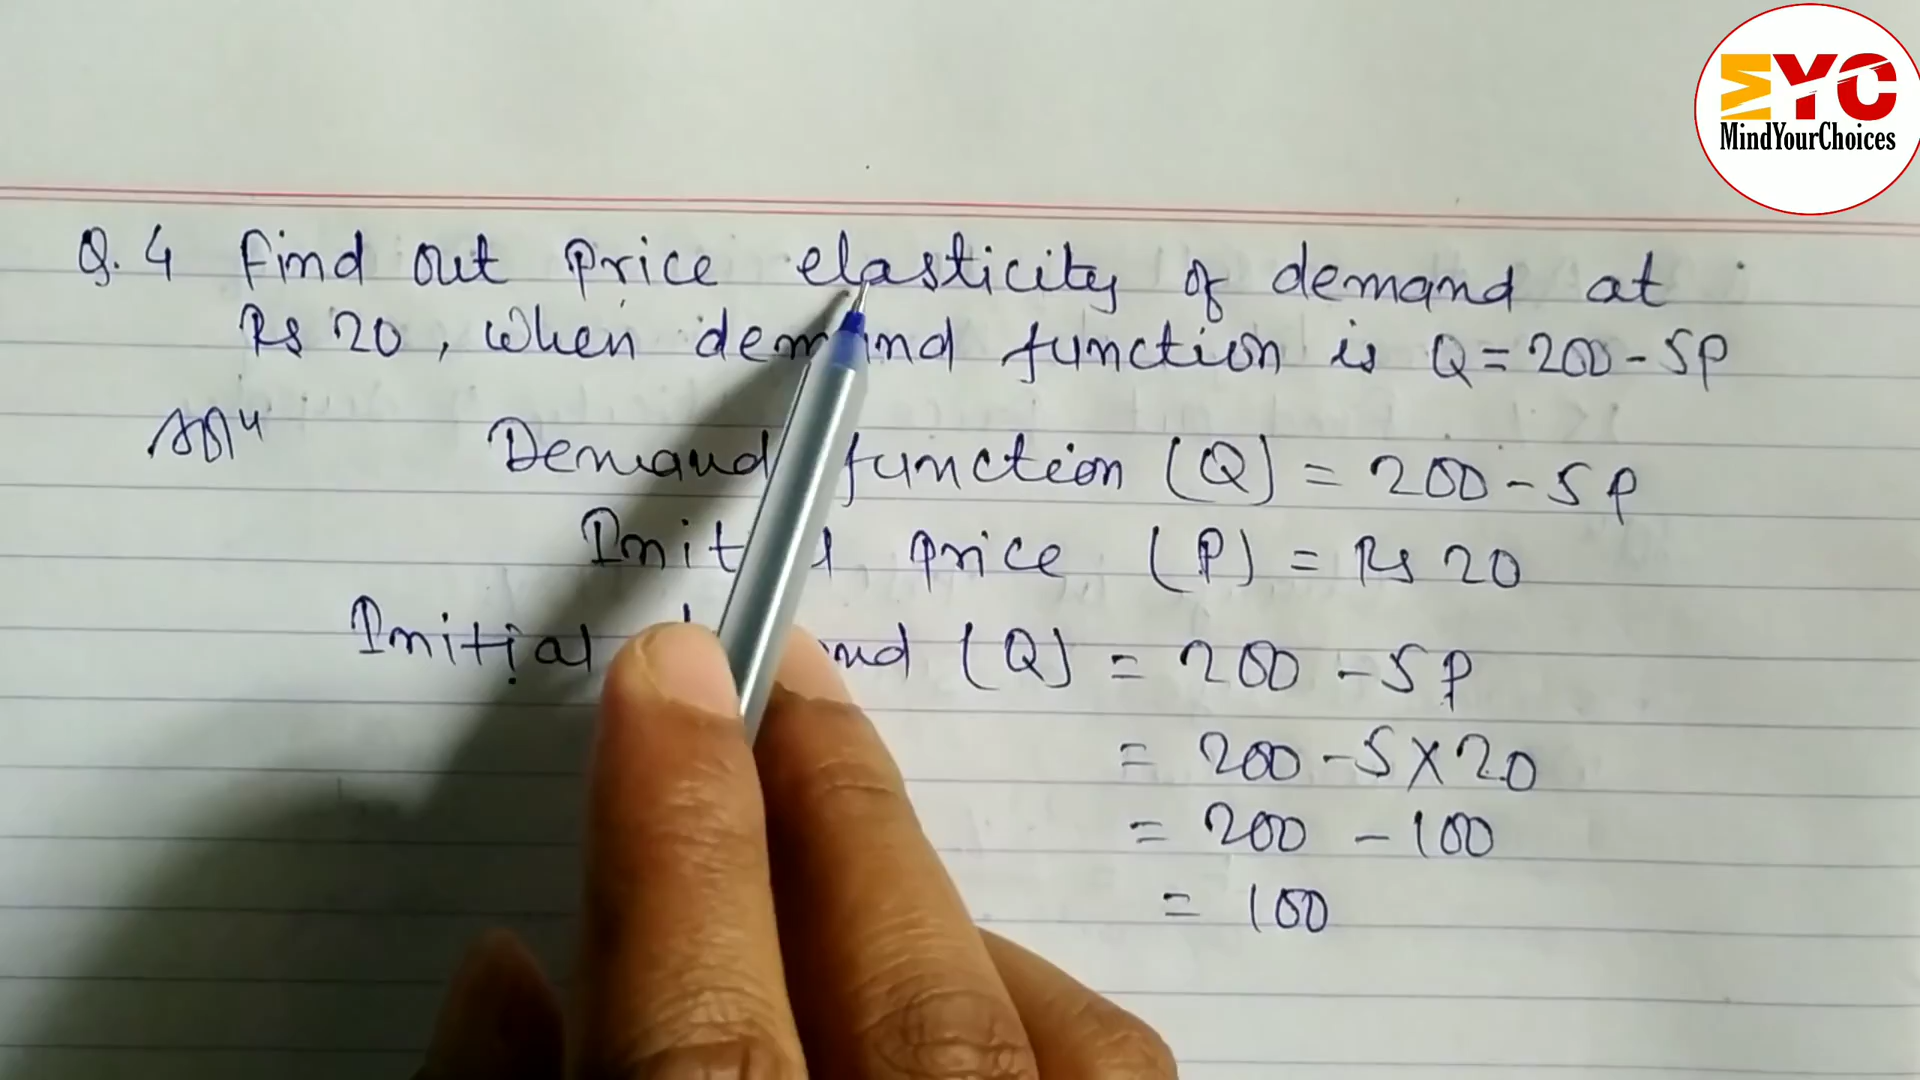 MYC
MindYourChoices
Q.4 Find out price elasticity of demand at
Rs 20, when demand function is Q = 200 - 5P
Demand function (Q) = 200 - 5P
price (P) = Rs 20
Initial (Q) = 200 - 5P
= 200 - 5 X 20
= 200 - 100
= 100